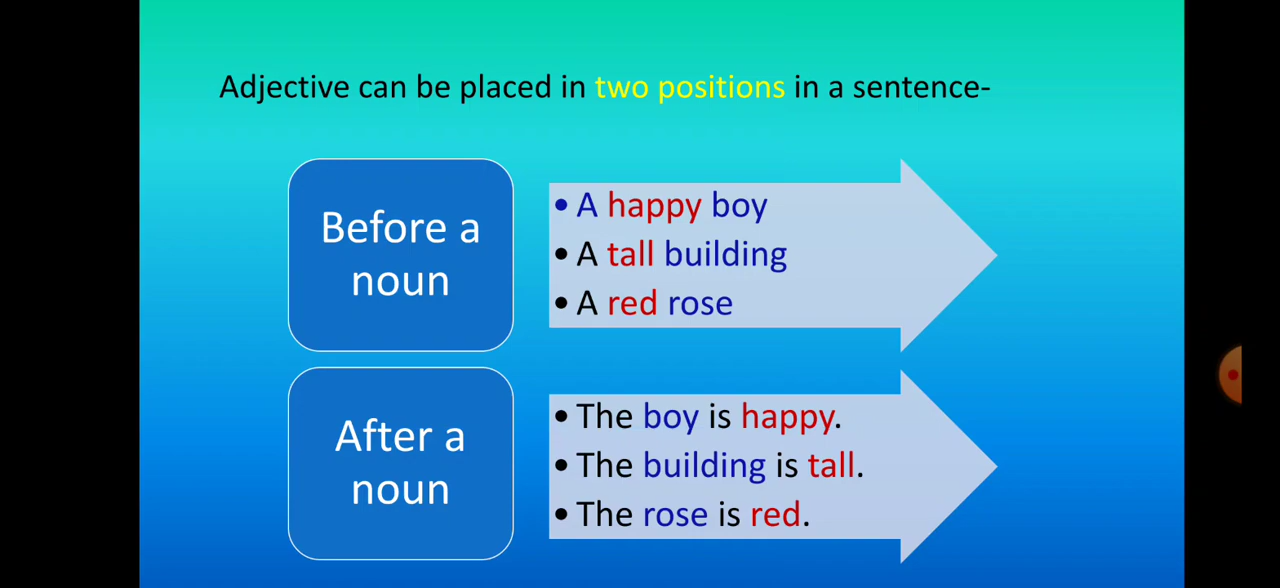 Adjective can be placed in two positions in a sentence-
Before a
noun
• A happy boy
• A tall building
• A red rose
After a
noun
• The boy is happy.
• The building is tall.
• The rose is red.